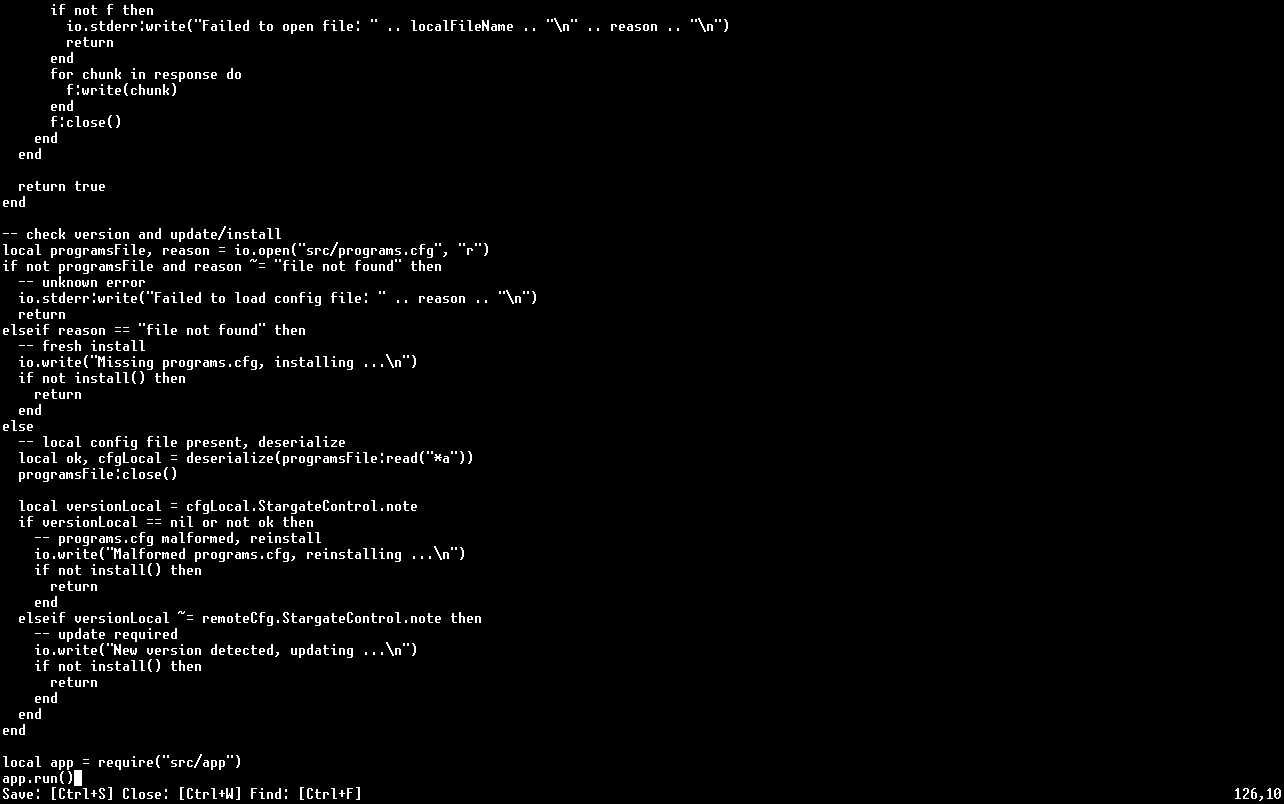 if not f then
        io.stderr:write("Failed to open file: " .. localFileName .. "\n" .. reason .. "\n")
        return
      end
      for chunk in response do
        f:write(chunk)
      end
      f:close()
    end
  end

  return true
end

-- check version and update/install
local programsFile, reason = io.open("src/programs.cfg", "r")
if not programsFile and reason ~= "file not found" then
  -- unknown error
  io.stderr:write("Failed to load config file: " .. reason .. "\n")
  return
elseif reason == "file not found" then
  -- fresh install
  io.write("Missing programs.cfg, installing ...\n")
  if not install() then
    return
  end
else
  -- local config file present, deserialize
  local ok, cfgLocal = deserialize(programsFile:read("*a"))
  programsFile:close()

  local versionLocal = cfgLocal.StargateControl.note
  if versionLocal == nil or not ok then
    -- programs.cfg malformed, reinstall
    io.write("Malformed programs.cfg, reinstalling ...\n")
    if not install() then
      return
    end
  elseif versionLocal ~= remoteCfg.StargateControl.note then
    -- update required
    io.write("New version detected, updating ...\n")
    if not install() then
      return
    end
  end
end

local app = require("src/app")
app.run()
Save: [Ctrl+S] Close: [Ctrl+W] Find: [Ctrl+F] 126,10